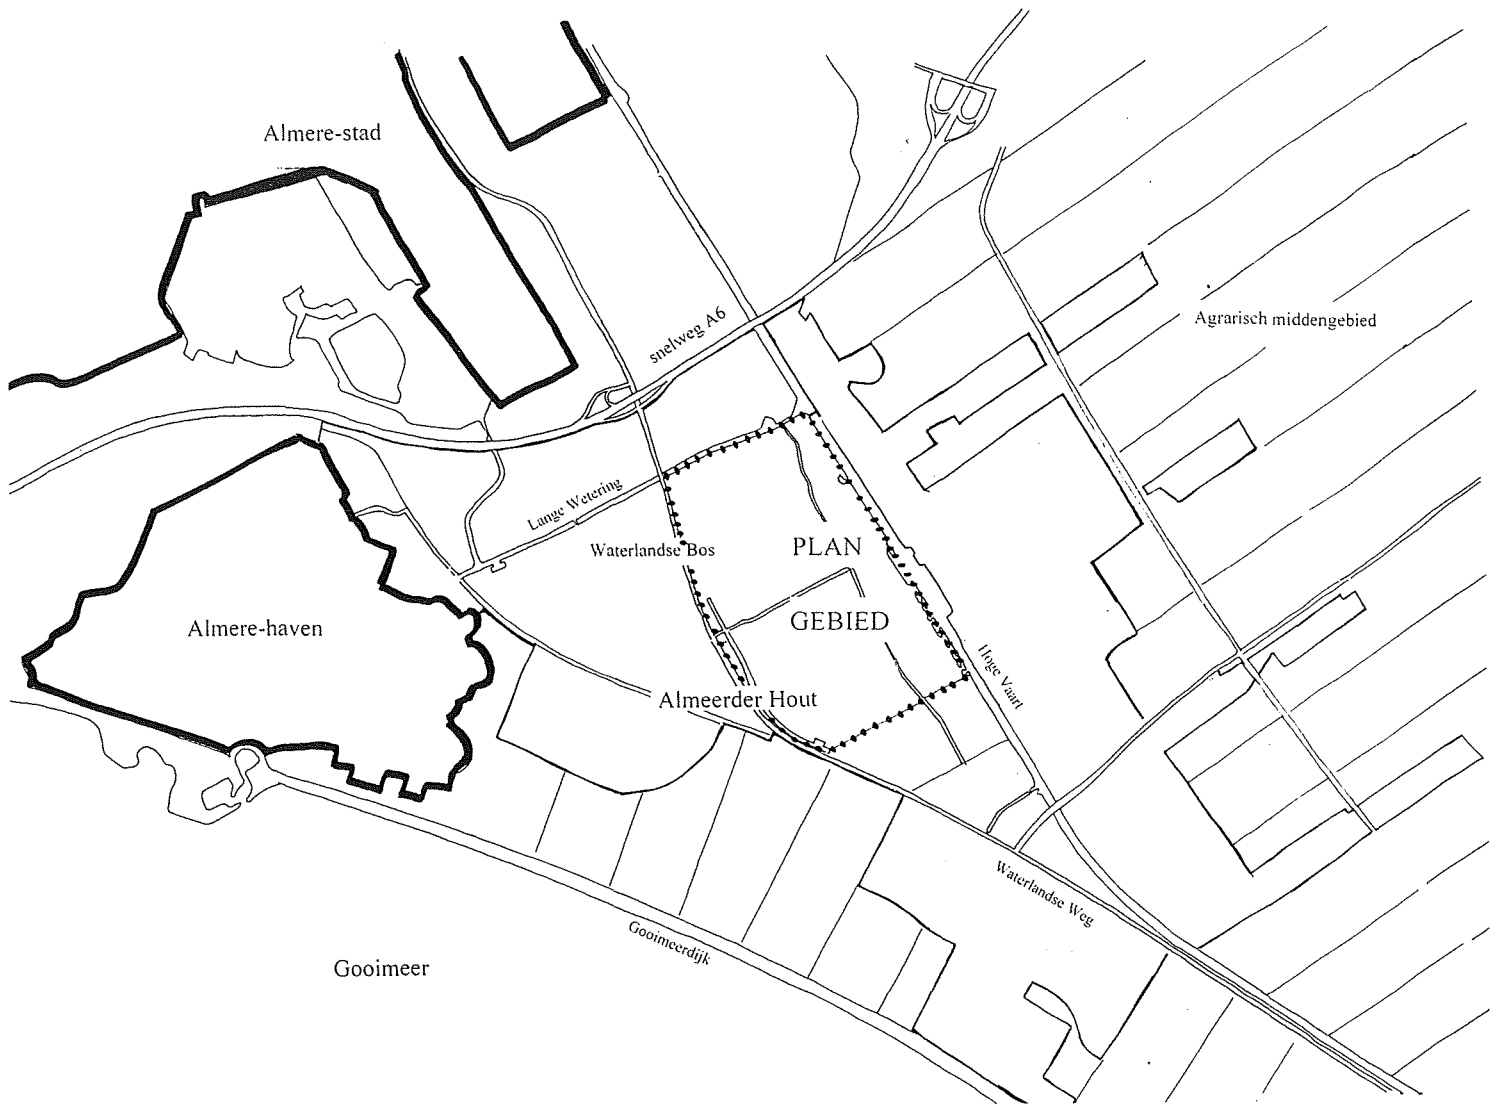 Almere-stad
snelweg A6
Agrarisch middengebied
Lange Wetering
Waterlandse Bos
PLAN
GEBIED
Almere-haven
Hoge Vaart
Almeerder Hout
Waterlandse Weg
Gooimeerdijk
Gooimeer